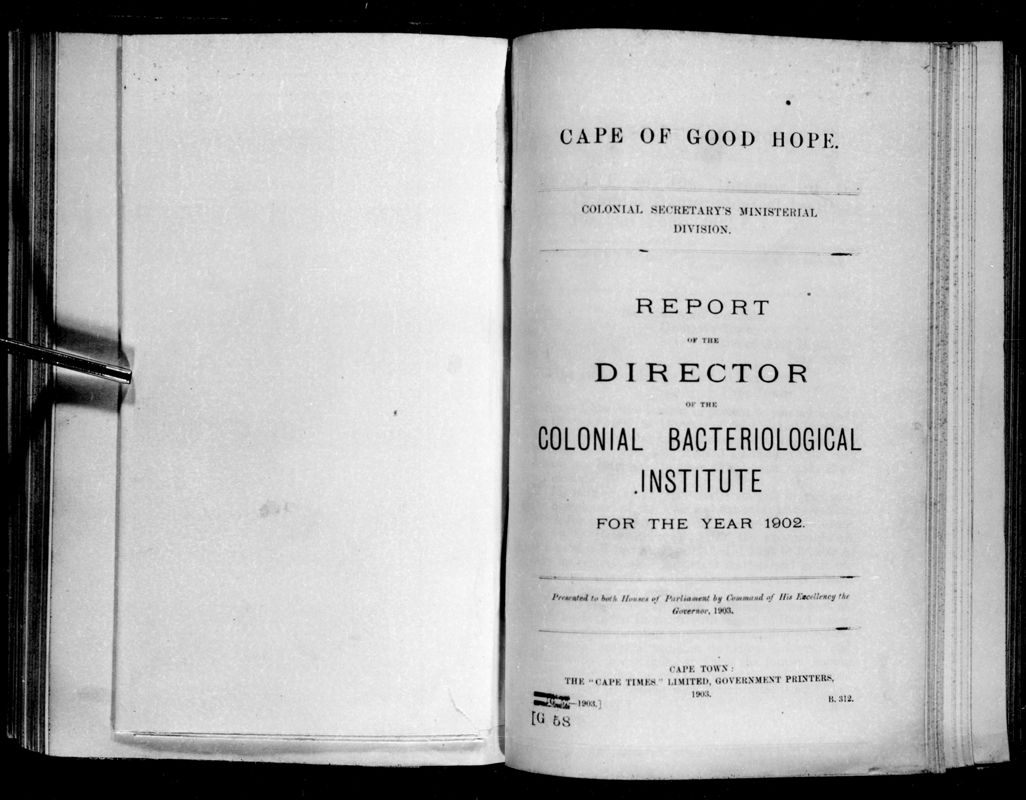 CAPE OF GOOD HOPE.
COLONIAL SECRETARY'S MINISTERIAL
DIVISION.
REPORT
OF THE
DIRECTOR
OF THE
COLONIAL BACTERIOLOGICAL
INSTITUTE
FOR THE YEAR 1902.
Presented to both Houses of Parliament by Command of His Excellency the
Governor, 1903.
CAPE TOWN:
THE "CAPE TIMES" LIMITED, GOVERNMENT PRINTERS,
1903.
—1903.]
B. 312.
[G 58